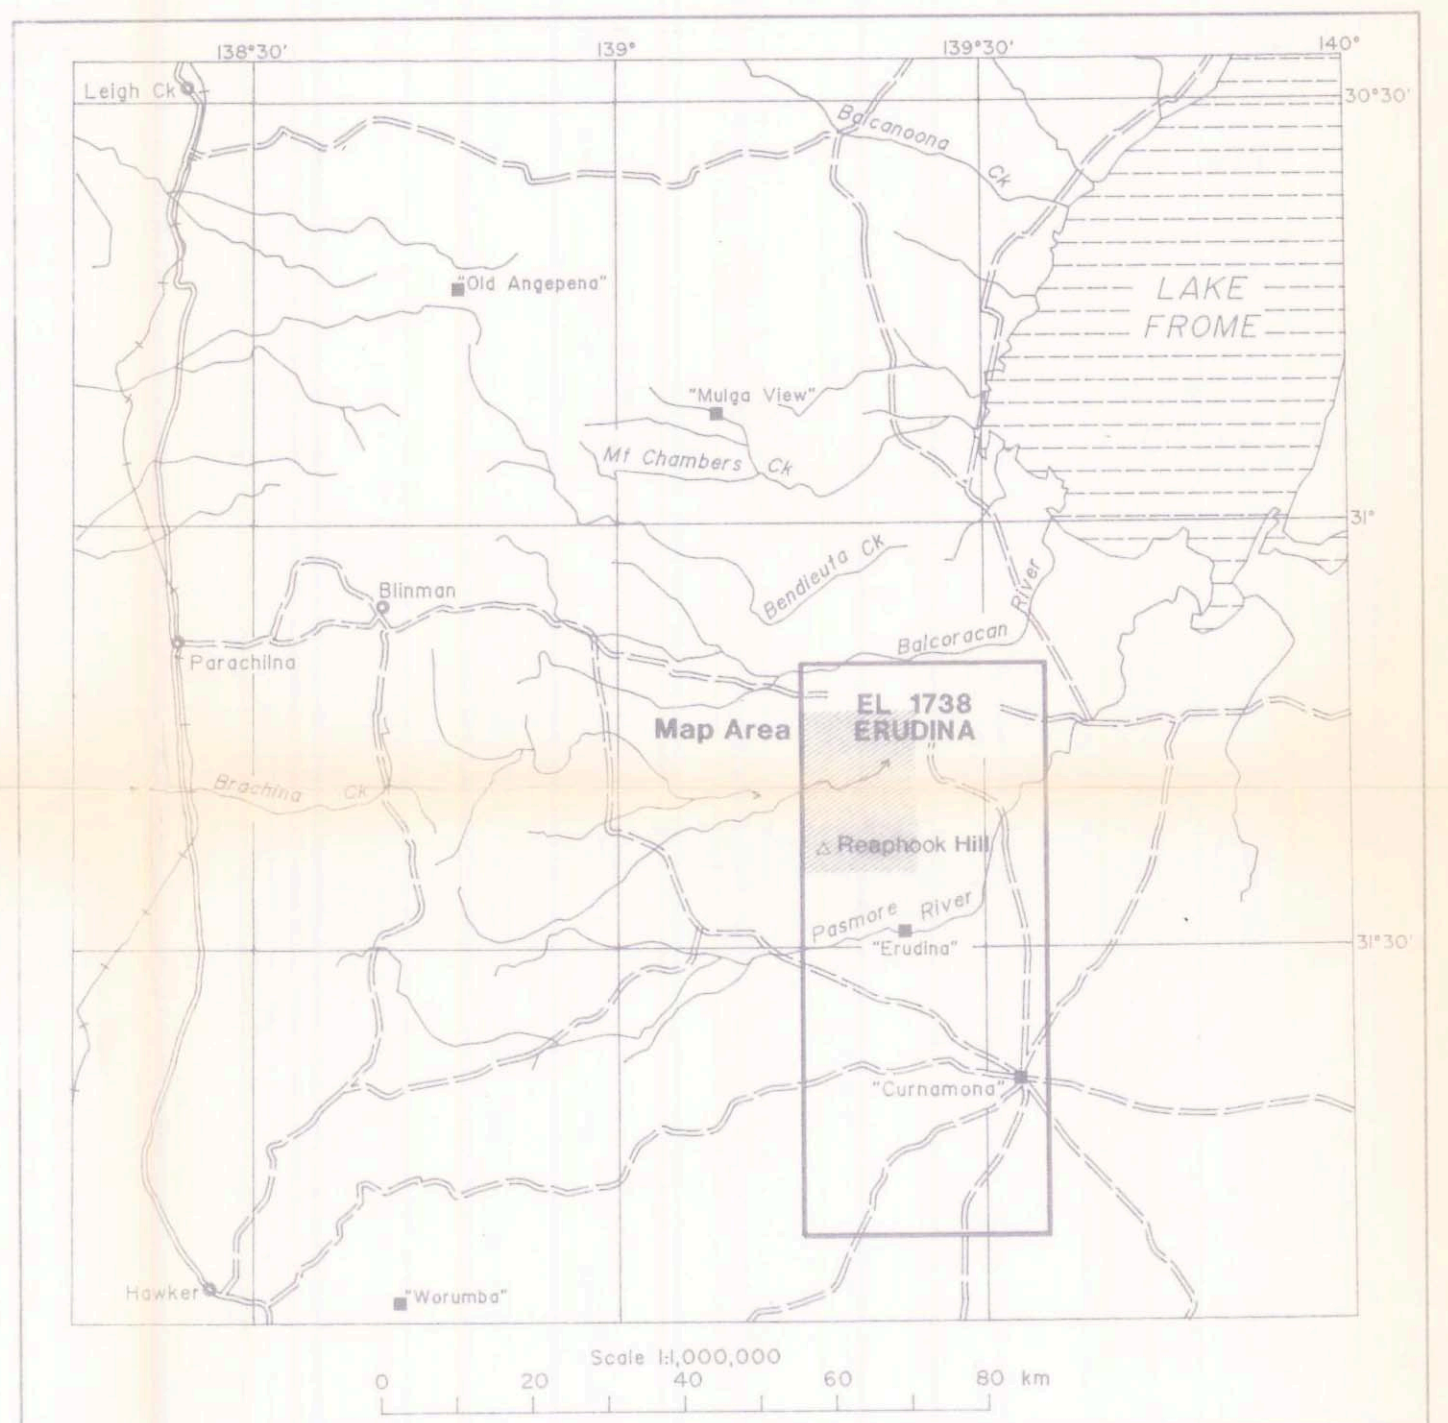 138°30'
139°
139°30'
140°
Leigh Ck
30°30'
Balcanoona
Ck
"Old Angepena"
LAKE
FROME
"Mulga View"
Mt Chambers Ck
31°
Bendieuta Ck
Blinman
River
Balcoracan
Parachilna
EL 1738
Map Area
ERUDINA
Brachina Ck
Reaphook Hill
Pasmore River
"Erudina"
31°30'
"Curnamona"
Hawker
"Worumba"
Scale 1:1,000,000
0 20 40 60 80 km